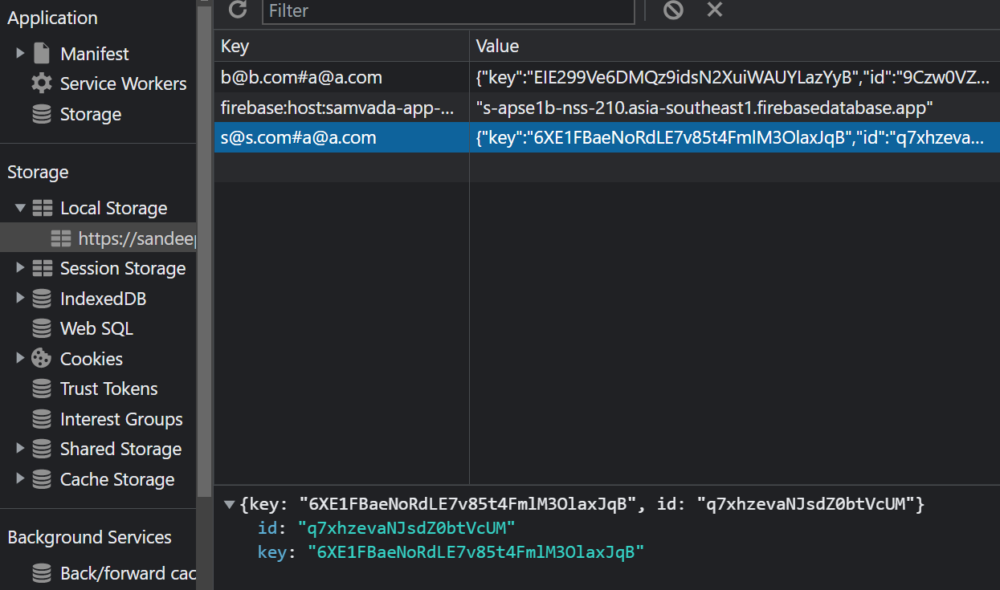 Application
Manifest
Service Workers
Storage
Storage
Local Storage
https://sandeep
Session Storage
IndexedDB
Web SQL
Cookies
Trust Tokens
Interest Groups
Shared Storage
Cache Storage
Background Services
Back/forward cac
Filter
Key Value
b@b.com#a@a.com {"key":"EIE299Ve6DMQz9idsN2XuiWAUYLazYyB","id":"9Czw0VZ...
firebase:host:samvada-app-... "s-apse1b-nss-210.asia-southeast1.firebasedatabase.app"
s@s.com#a@a.com {"key":"6XE1FBaeNoRdLE7v85t4FmlM3OlaxJqB","id":"q7xhzeva...
{key: "6XE1FBaeNoRdLE7v85t4FmlM3OlaxJqB", id: "q7xhzevaNJsdZ0btVcUM"}
id: "q7xhzevaNJsdZ0btVcUM"
key: "6XE1FBaeNoRdLE7v85t4FmlM3OlaxJqB"